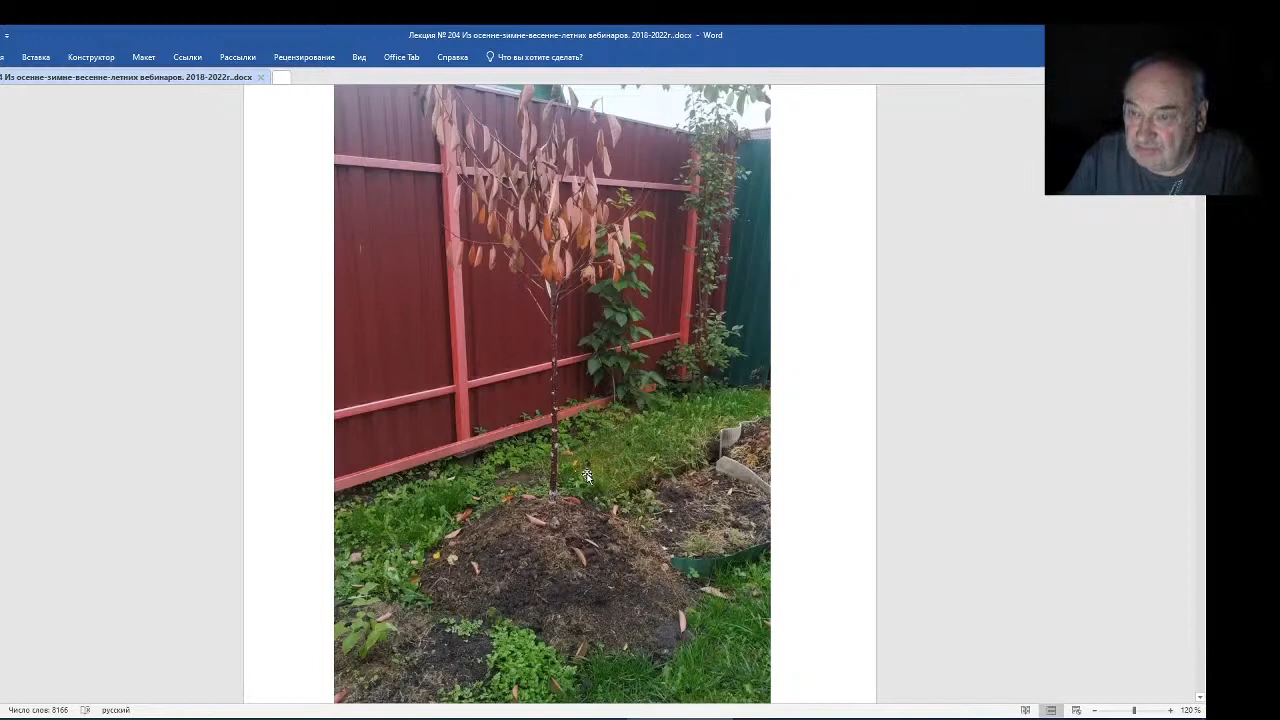 Лекция № 204 Из осенне-зимне-весенне-летних вебинаров. 2018-2022г..docx - Word
Вставка Конструктор Макет Ссылки Рассылки Рецензирование Вид Office Tab Справка Что вы хотите сделать?
4 Из осенне-зимне-весенне-летних вебинаров. 2018-2022г..docx
Число слов: 8166 русский 120 %